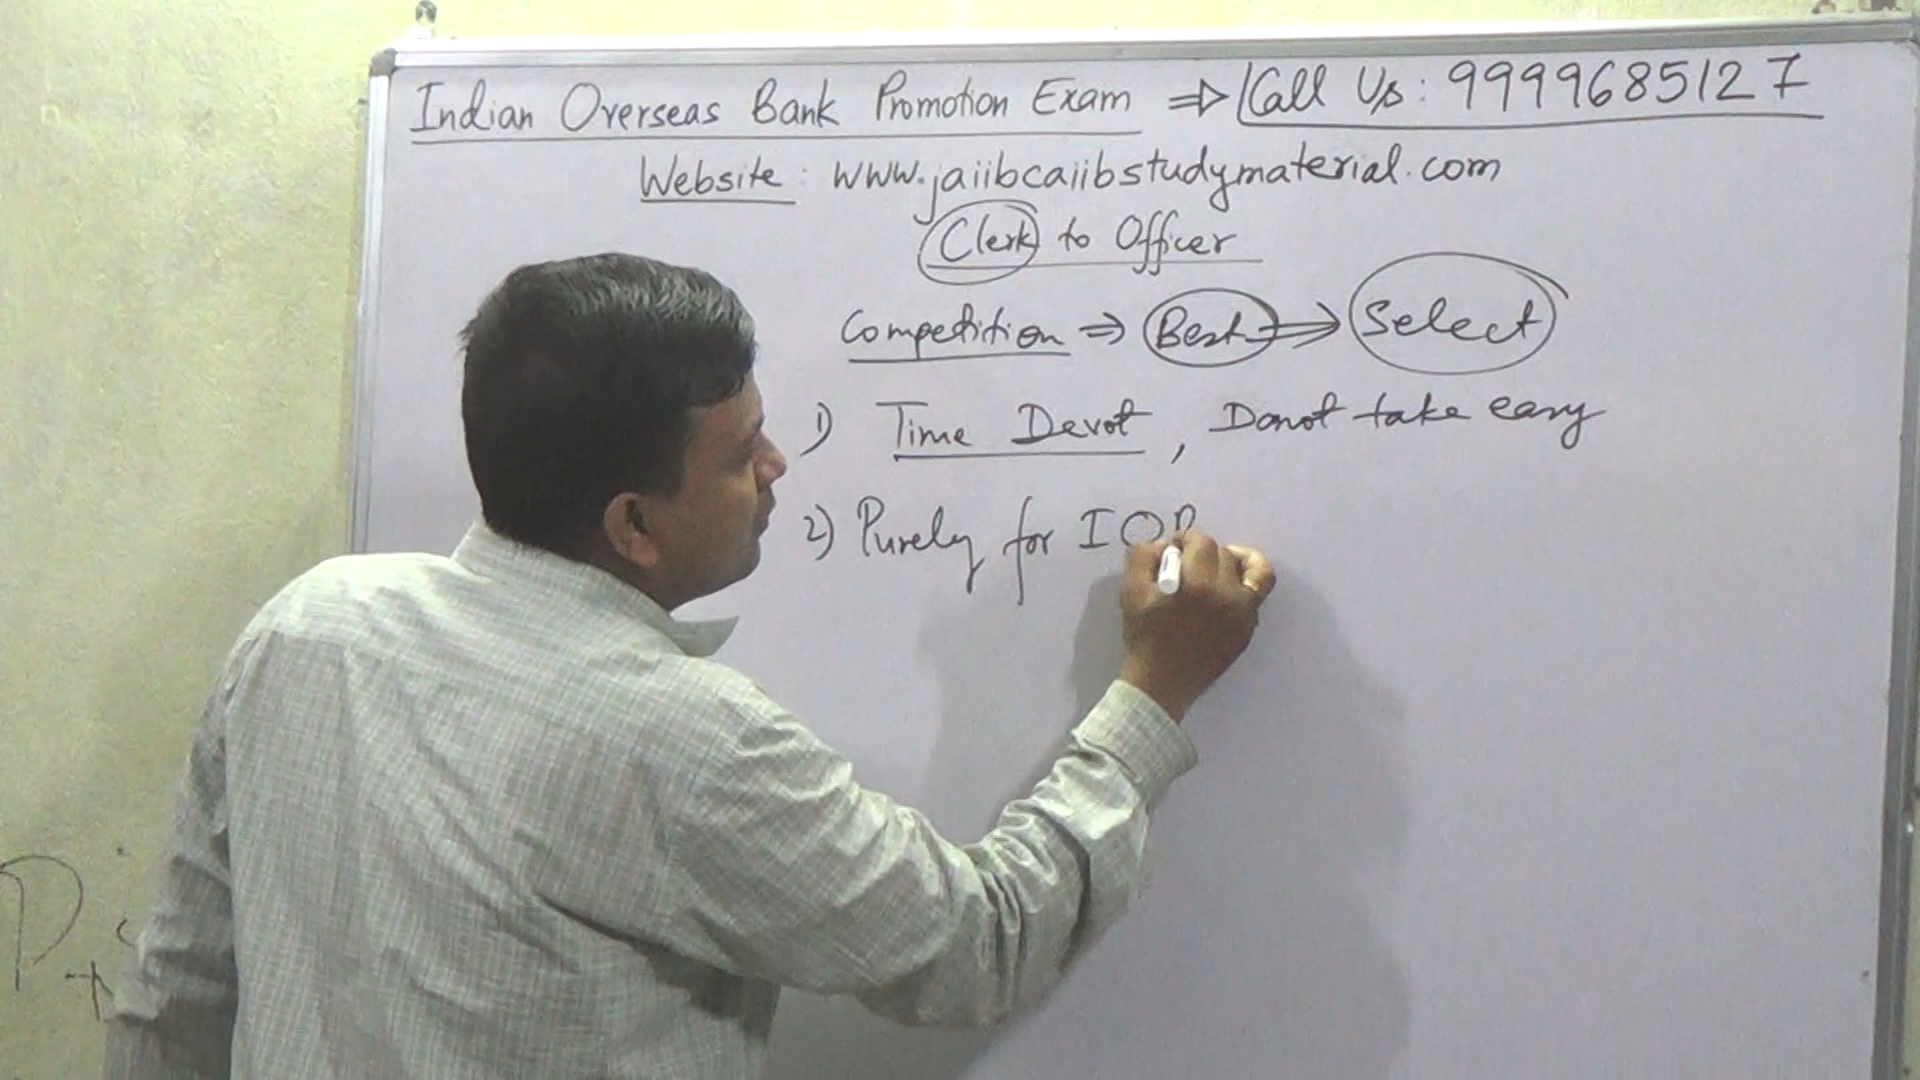 Indian Overseas Bank Promotion Exam ⇒ Call Us: 9999685127
Website: www.jaiibcaiibstudymaterial.com
Clerk to Officer
Competition ⇒ Best ⇒ Select
1) Time Devot, Donot take easy
2) Purely for IO